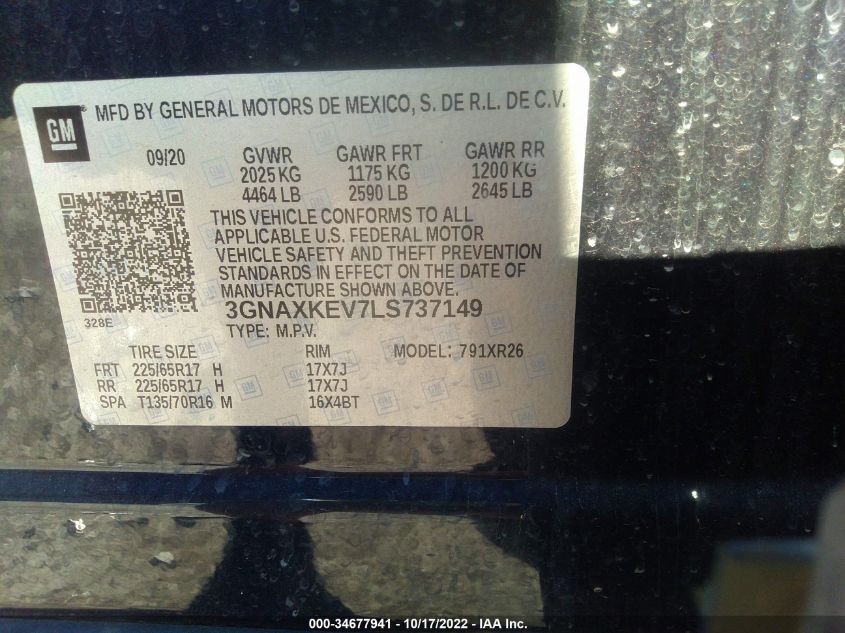 GM ® MFD BY GENERAL MOTORS DE MEXICO, S. DE R.L. DE C.V.
09/20 GVWR GAWR FRT GAWR RR
2025 KG 1175 KG 1200 KG
4464 LB 2590 LB 2645 LB
THIS VEHICLE CONFORMS TO ALL
APPLICABLE U.S. FEDERAL MOTOR
VEHICLE SAFETY AND THEFT PREVENTION
STANDARDS IN EFFECT ON THE DATE OF
MANUFACTURE SHOWN ABOVE.
3GNAXKEV7LS737149
328E
TYPE: M.P.V.
TIRE SIZE RIM MODEL: 791XR26
FRT 225/65R17 H 17X7J
RR 225/65R17 H 17X7J
SPA T135/70R16 M 16X4BT
000-34677941 - 10/17/2022 - IAA Inc.